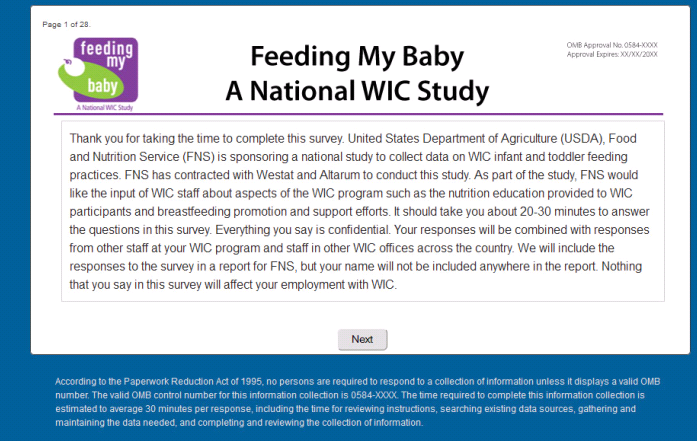 Page 1 of 28.
feeding
my
baby
A National WIC Study
Feeding My Baby
A National WIC Study
OMB Approval No. 0584-XXXX
Approval Expires: XX/XX/20XX
Thank you for taking the time to complete this survey. United States Department of Agriculture (USDA), Food
and Nutrition Service (FNS) is sponsoring a national study to collect data on WIC infant and toddler feeding
practices. FNS has contracted with Westat and Altarum to conduct this study. As part of the study, FNS would
like the input of WIC staff about aspects of the WIC program such as the nutrition education provided to WIC
participants and breastfeeding promotion and support efforts. It should take you about 20-30 minutes to answer
the questions in this survey. Everything you say is confidential. Your responses will be combined with responses
from other staff at your WIC program and staff in other WIC offices across the country. We will include the
responses to the survey in a report for FNS, but your name will not be included anywhere in the report. Nothing
that you say in this survey will affect your employment with WIC.
Next
According to the Paperwork Reduction Act of 1995, no persons are required to respond to a collection of information unless it displays a valid OMB
number. The valid OMB control number for this information collection is 0584-XXXX. The time required to complete this information collection is
estimated to average 30 minutes per response, including the time for reviewing instructions, searching existing data sources, gathering and
maintaining the data needed, and completing and reviewing the collection of information.